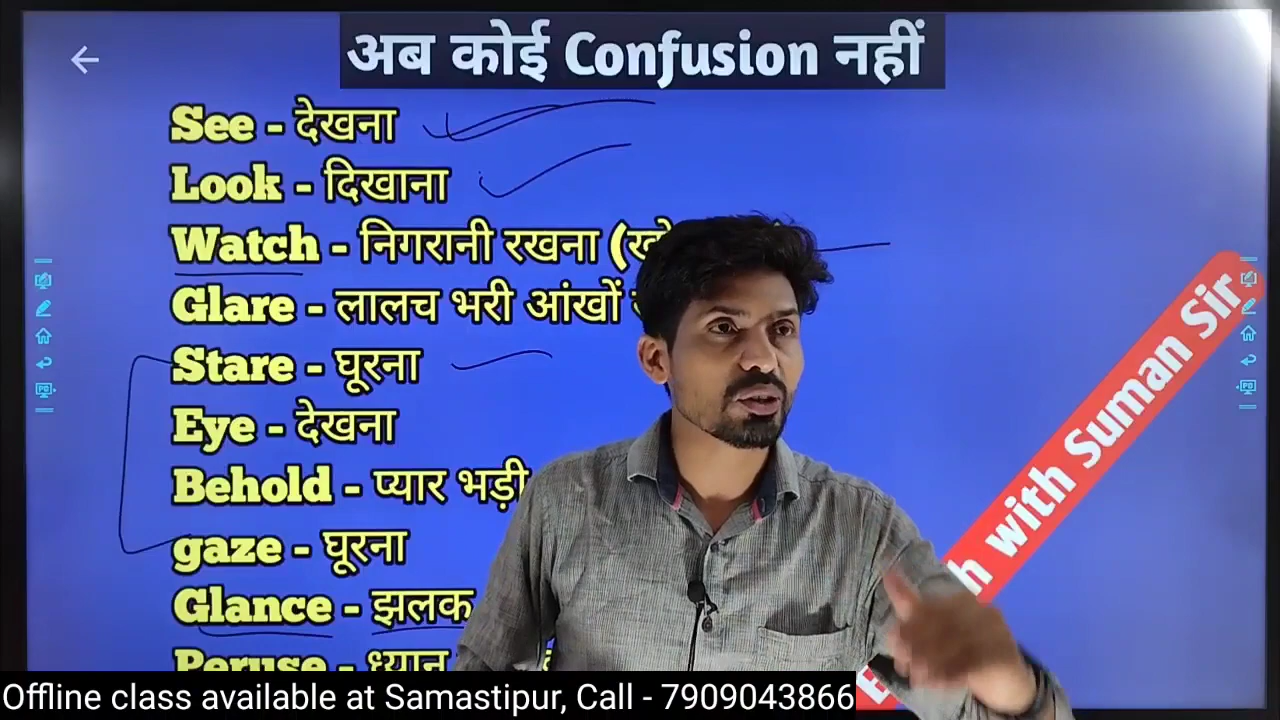 अब कोई Confusion नहीं
See - देखना
Look - दिखाना
Watch - निगरानी रखना
Glare - लालच भरी आंखों
Stare - घूरना
Eye - देखना
Behold - प्यार भड़ी
gaze - घूरना
Glance - झलक
Peruse - ध्यान
with Suman Sir
Offline class available at Samastipur, Call - 7909043866